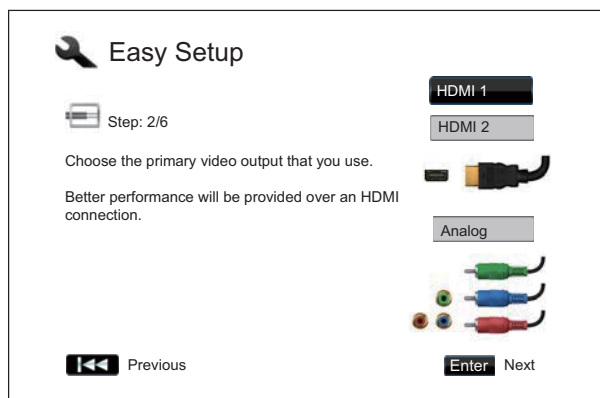 Easy Setup
HDMI 1
Step: 2/6
HDMI 2
Choose the primary video output that you use.
Better performance will be provided over an HDMI
connection.
Analog
Previous
Enter Next